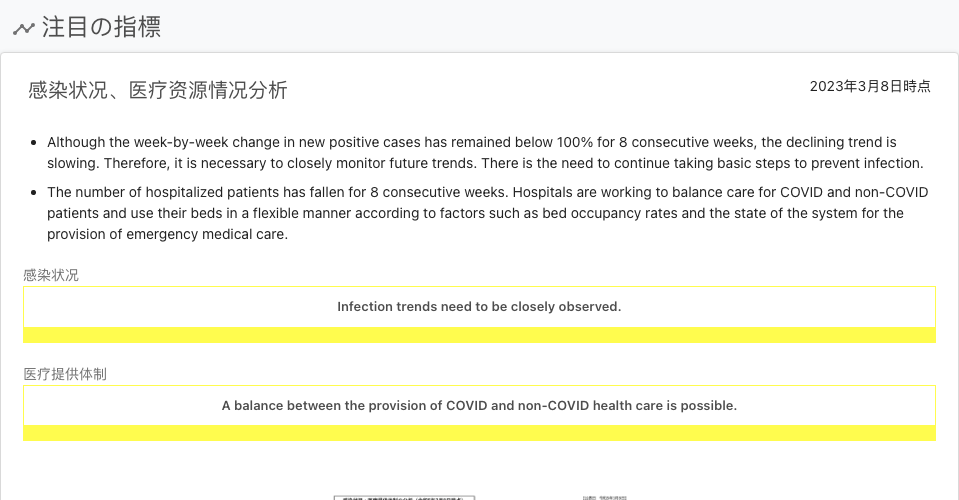 注目の指標
感染状况、医疗资源情况分析
2023年3月8日時点
Although the week-by-week change in new positive cases has remained below 100% for 8 consecutive weeks, the declining trend is
slowing. Therefore, it is necessary to closely monitor future trends. There is the need to continue taking basic steps to prevent infection.
The number of hospitalized patients has fallen for 8 consecutive weeks. Hospitals are working to balance care for COVID and non-COVID
patients and use their beds in a flexible manner according to factors such as bed occupancy rates and the state of the system for the
provision of emergency medical care.
感染状况
Infection trends need to be closely observed.
医疗提供体制
A balance between the provision of COVID and non-COVID health care is possible.